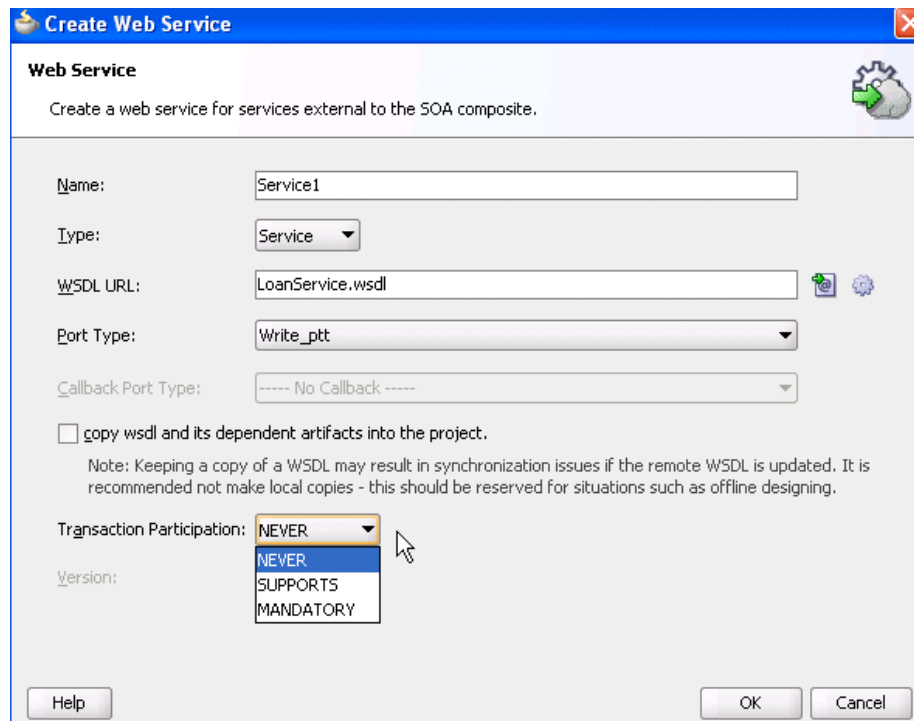 Create Web Service
Web Service
Create a web service for services external to the SOA composite.
Name: Service1
Type: Service
WSDL URL: LoanService.wsdl
Port Type: Write_ptt
Callback Port Type: ----- No Callback -----
copy wsdl and its dependent artifacts into the project.
Note: Keeping a copy of a WSDL may result in synchronization issues if the remote WSDL is updated. It is
recommended not make local copies - this should be reserved for situations such as offline designing.
Transaction Participation: NEVER
NEVER
SUPPORTS
MANDATORY
Version:
Help OK Cancel